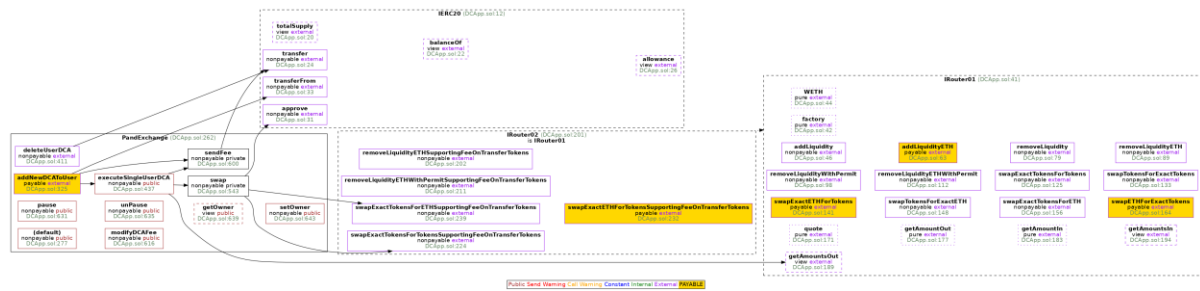 IERC20 (DCApp.sol:12)
totalSupply
view external
DCApp.sol:20
balanceOf
view external
DCApp.sol:22
allowance
view external
DCApp.sol:26
transfer
nonpayable external
DCApp.sol:24
transferFrom
nonpayable external
DCApp.sol:33
approve
nonpayable external
DCApp.sol:31
PandExchange (DCApp.sol:262)
deleteUserDCA
nonpayable external
DCApp.sol:411
sendFee
nonpayable private
DCApp.sol:600
addNewDCAToUser
payable external
DCApp.sol:329
executeSingleUserDCA
nonpayable public
DCApp.sol:437
swap
nonpayable private
DCApp.sol:543
pause
nonpayable public
DCApp.sol:631
unPause
nonpayable public
DCApp.sol:635
getOwner
view public
DCApp.sol:639
setOwner
nonpayable public
DCApp.sol:643
(default)
nonpayable public
DCApp.sol:277
modifyDCAFee
nonpayable public
DCApp.sol:616
IRouter02 (DCApp.sol:201)
is IRouter01
removeLiquidityETHSupportingFeeOnTransferTokens
nonpayable external
DCApp.sol:202
removeLiquidityETHWithPermitSupportingFeeOnTransferTokens
nonpayable external
DCApp.sol:211
swapExactTokensForETHSupportingFeeOnTransferTokens
nonpayable external
DCApp.sol:239
swapExactETHForTokensSupportingFeeOnTransferTokens
payable external
DCApp.sol:232
swapExactTokensForTokensSupportingFeeOnTransferTokens
nonpayable external
DCApp.sol:224
IRouter01 (DCApp.sol:41)
WETH
pure external
DCApp.sol:44
factory
pure external
DCApp.sol:42
addLiquidity
nonpayable external
DCApp.sol:46
addLiquidityETH
payable external
DCApp.sol:63
removeLiquidity
nonpayable external
DCApp.sol:79
removeLiquidityETH
nonpayable external
DCApp.sol:89
removeLiquidityWithPermit
nonpayable external
DCApp.sol:98
removeLiquidityETHWithPermit
nonpayable external
DCApp.sol:112
swapExactTokensForTokens
nonpayable external
DCApp.sol:125
swapTokensForExactTokens
nonpayable external
DCApp.sol:133
swapExactETHForTokens
payable external
DCApp.sol:141
swapTokensForExactETH
nonpayable external
DCApp.sol:148
swapExactTokensForETH
nonpayable external
DCApp.sol:156
swapETHForExactTokens
payable external
DCApp.sol:164
quote
pure external
DCApp.sol:171
getAmountOut
pure external
DCApp.sol:177
getAmountIn
pure external
DCApp.sol:183
getAmountsIn
view external
DCApp.sol:194
getAmountsOut
view external
DCApp.sol:189
Public Send Warning Call Warning Constant Internal External PAYABLE